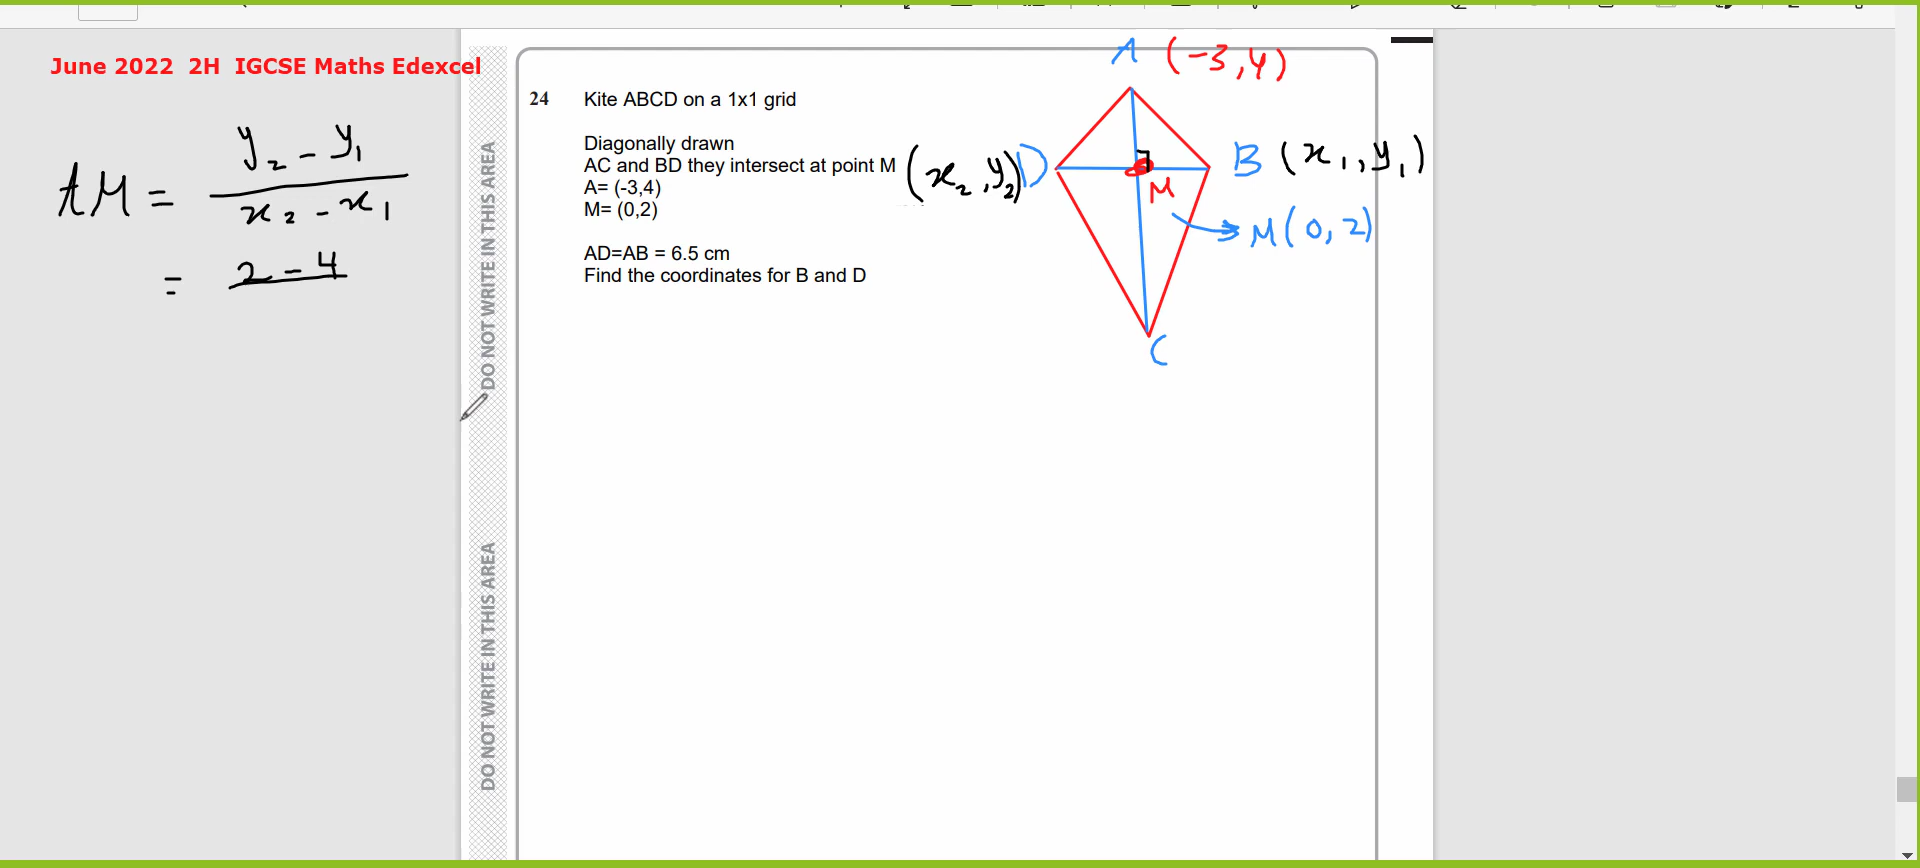 June 2022 2H IGCSE Maths Edexcel
AM = y₂ - y₁ / x₂ - x₁
= 2 - 4
DO NOT WRITE IN THIS AREA
DO NOT WRITE IN THIS AREA
24 Kite ABCD on a 1x1 grid
Diagonally drawn
AC and BD they intersect at point M
A= (-3,4)
M= (0,2)
AD=AB = 6.5 cm
Find the coordinates for B and D
A (-3,4)
(x₂,y₂) D
B (x₁,y₁)
M
M(0,2)
C